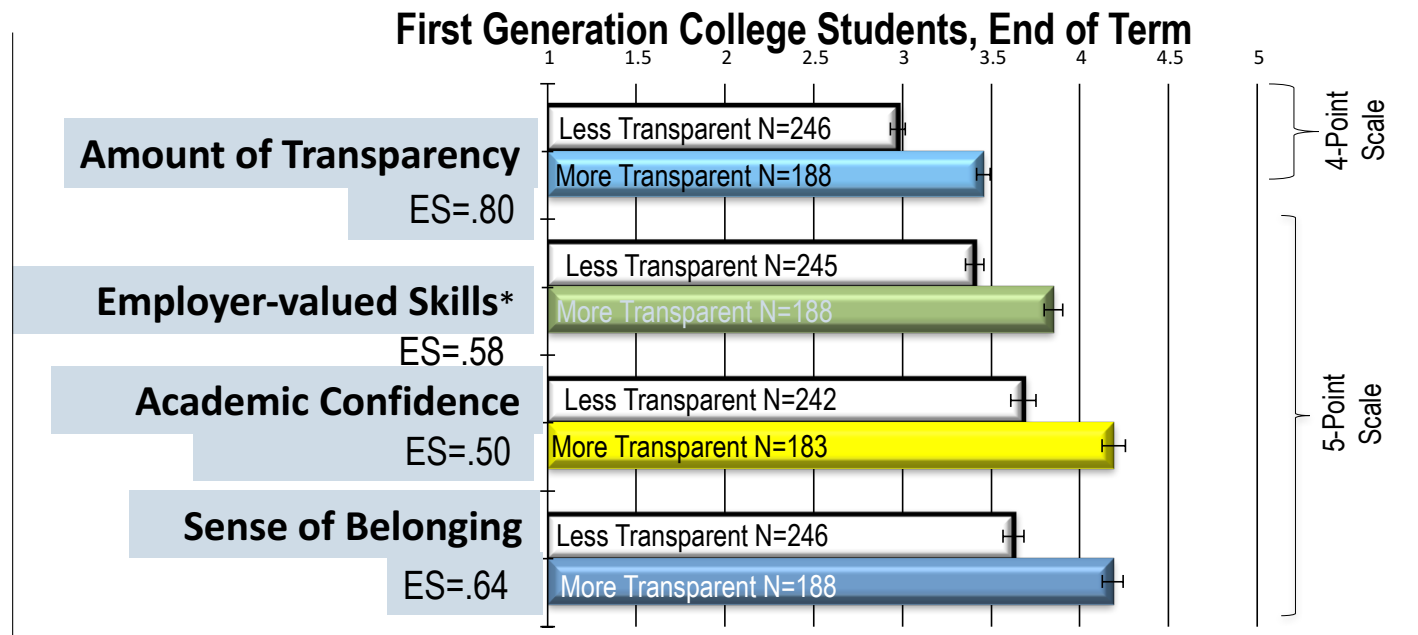 First Generation College Students, End of Term
1 1.5 2 2.5 3 3.5 4 4.5 5
Amount of Transparency
ES=.80
Less Transparent N=246
More Transparent N=188
4-Point
Scale
Employer-valued Skills*
ES=.58
Less Transparent N=245
More Transparent N=188
Academic Confidence
ES=.50
Less Transparent N=242
More Transparent N=183
5-Point
Scale
Sense of Belonging
ES=.64
Less Transparent N=246
More Transparent N=188